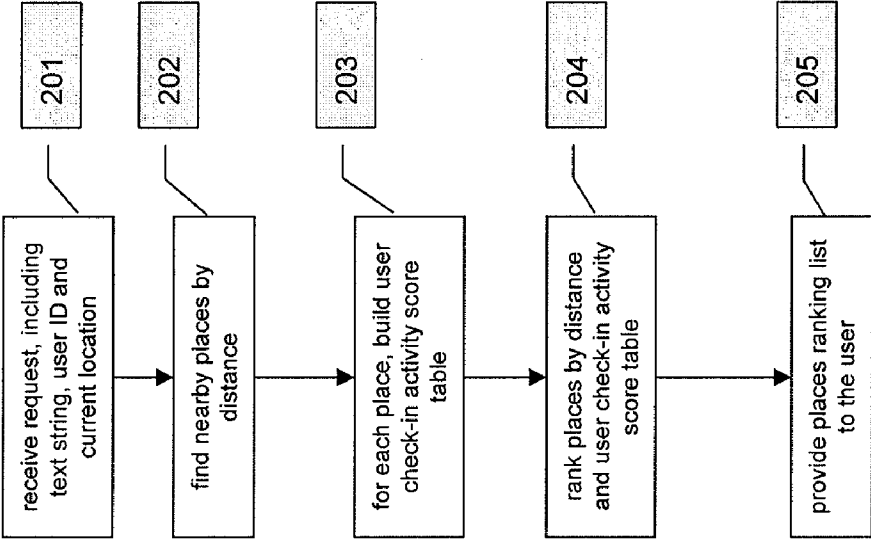 receive request, including
text string, user ID and
current location
201
find nearby places by
distance
202
for each place, build user
check-in activity score
table
203
rank places by distance
and user check-in activity
score table
204
provide places ranking list
to the user
205